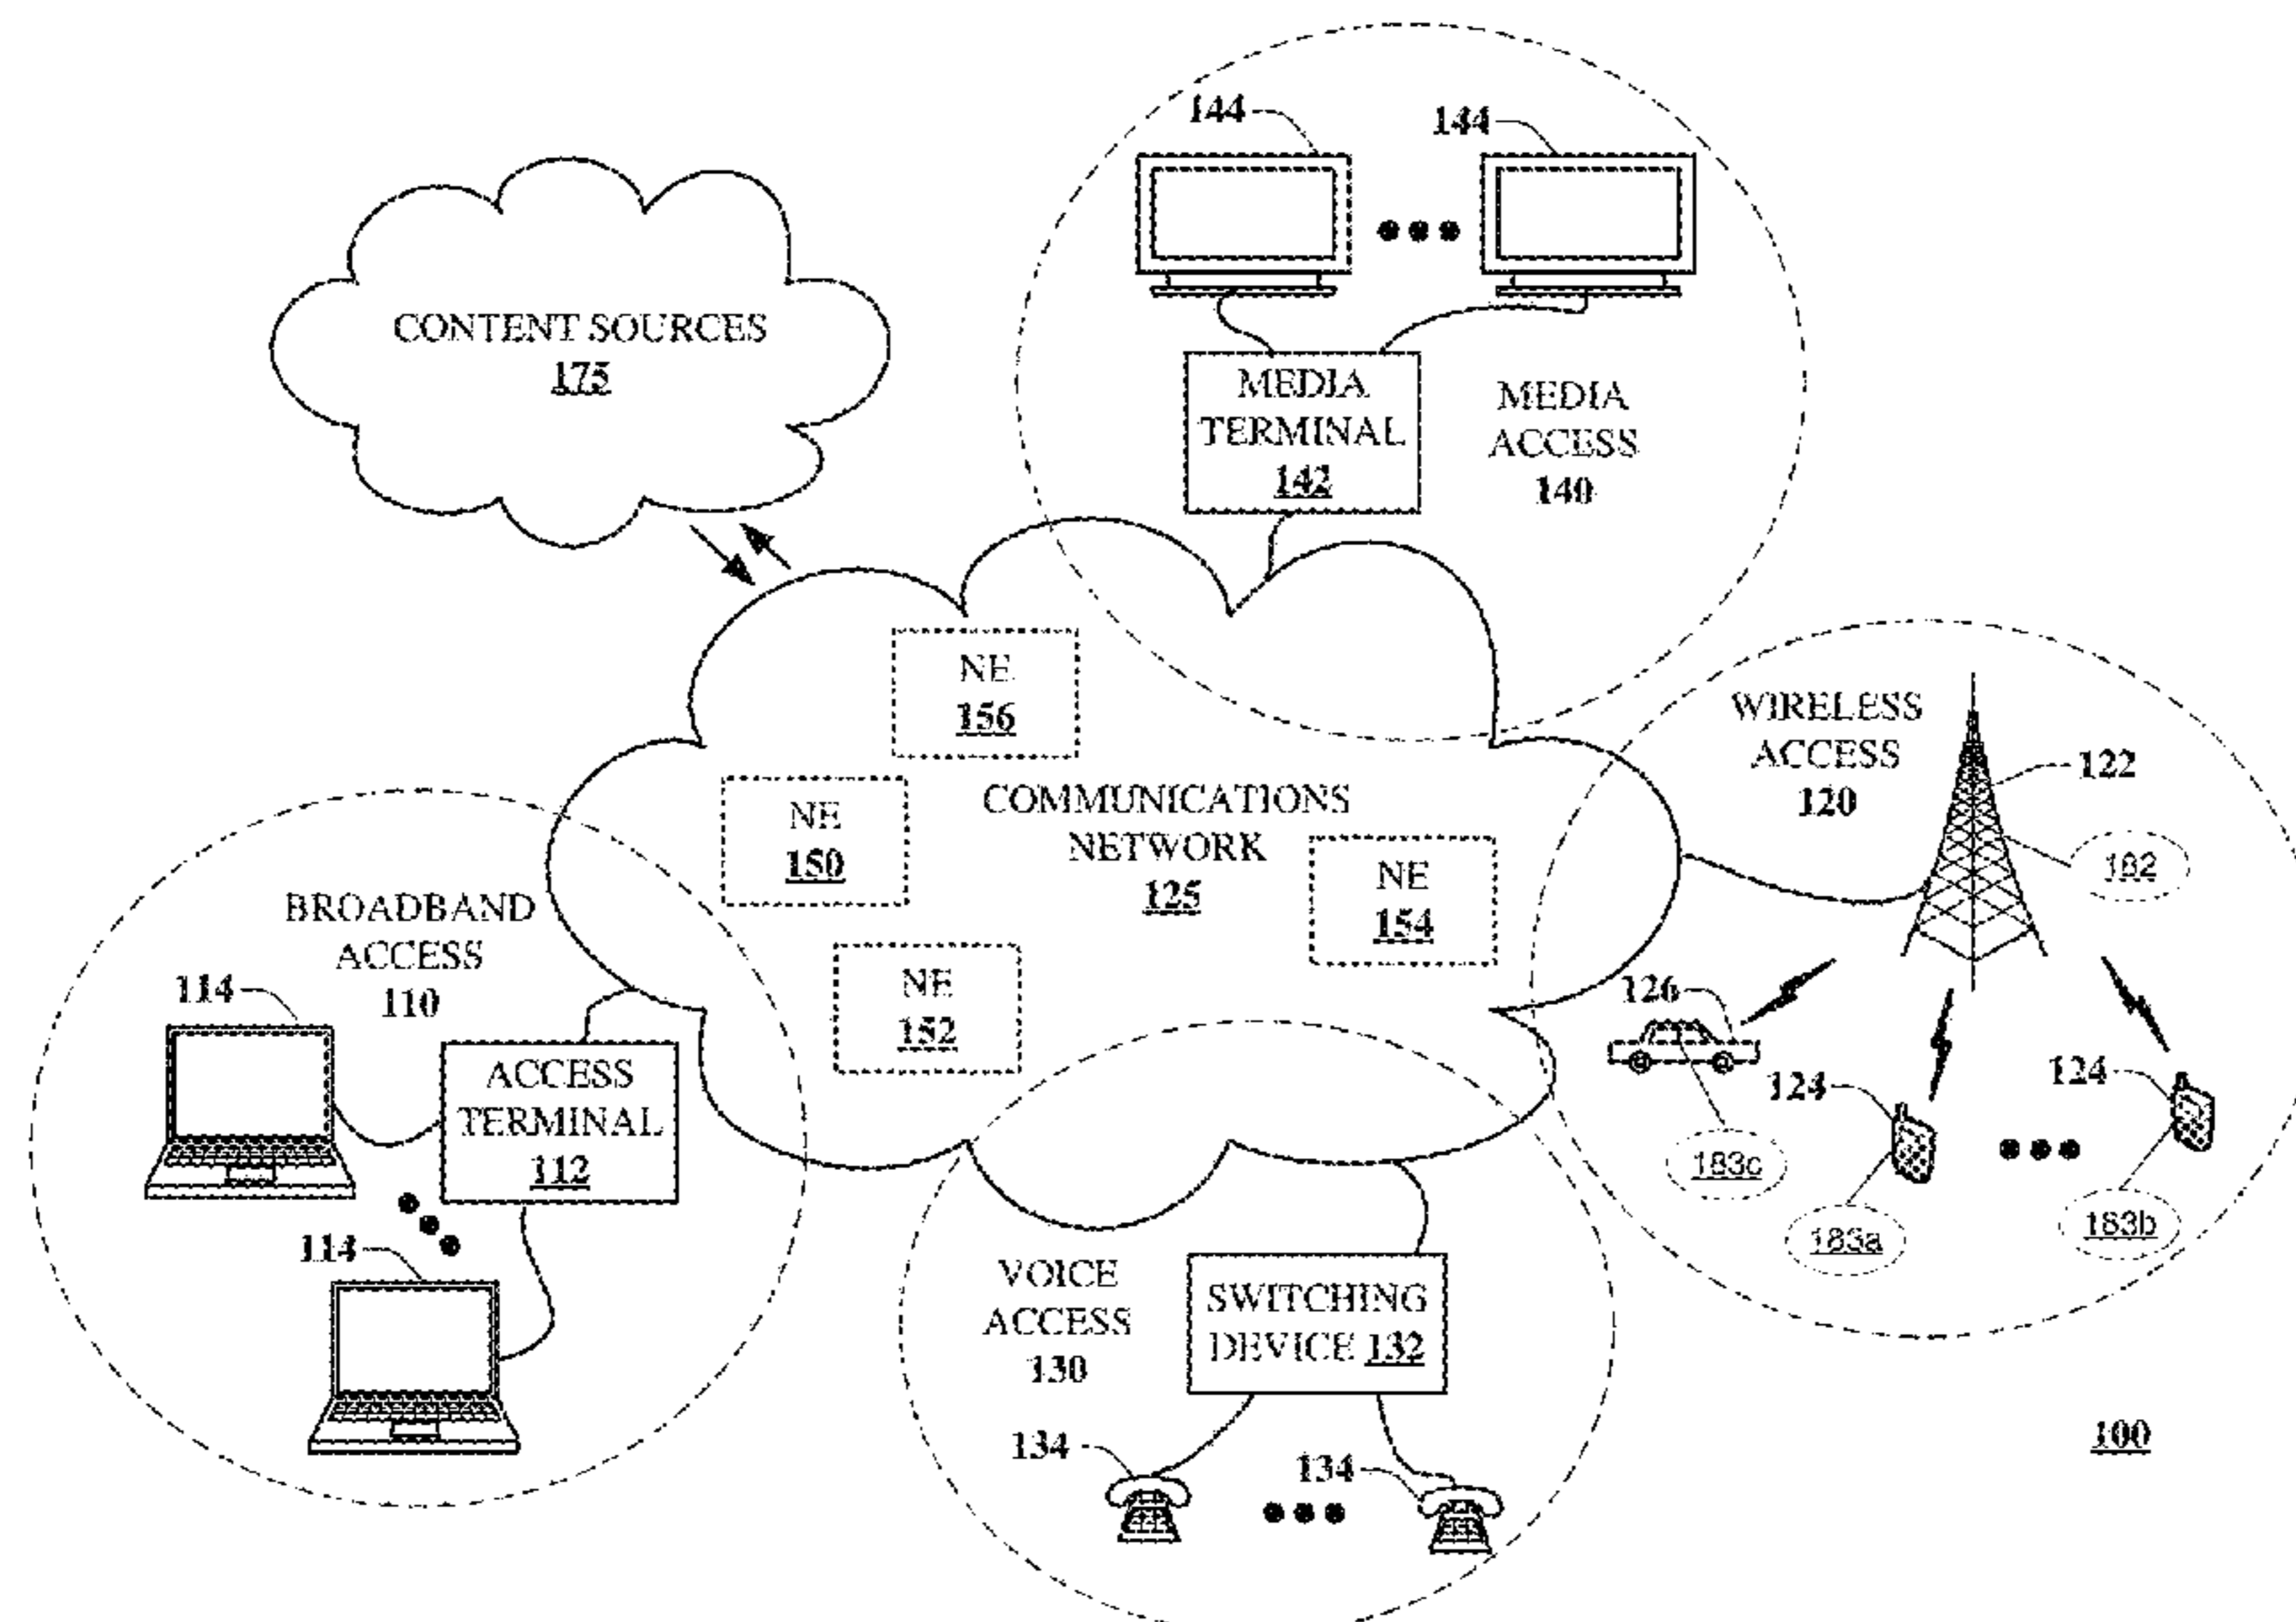 144
144
CONTENT SOURCES
175
MEDIA
TERMINAL
142
MEDIA
ACCESS
140
NE
156
WIRELESS
ACCESS
120
122
182
NE
150
COMMUNICATIONS
NETWORK
125
NE
154
BROADBAND
ACCESS
110
114
NE
152
126
ACCESS
TERMINAL
112
124
124
183c
183a
183b
114
VOICE
ACCESS
130
SWITCHING
DEVICE 132
134
134
100